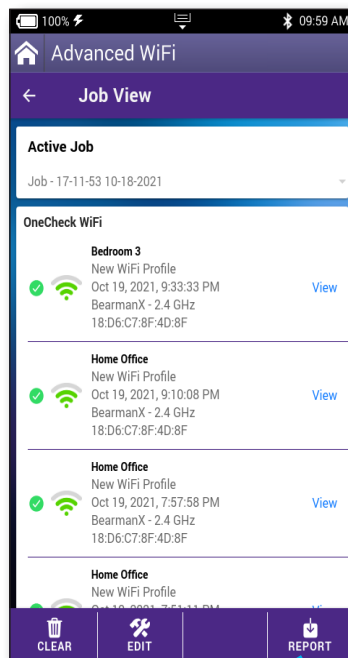 100%
09:59 AM
Advanced WiFi
Job View
Active Job
Job - 17-11-53 10-18-2021
OneCheck WiFi
Bedroom 3
New WiFi Profile
Oct 19, 2021, 9:33:33 PM
View
BearmanX - 2.4 GHz
18:D6:C7:8F:4D:8F
Home Office
New WiFi Profile
Oct 19, 2021, 9:10:08 PM
View
BearmanX - 2.4 GHz
18:D6:C7:8F:4D:8F
Home Office
New WiFi Profile
Oct 19, 2021, 7:57:58 PM
View
BearmanX - 2.4 GHz
18:D6:C7:8F:4D:8F
Home Office
New WiFi Profile
CLEAR
EDIT
REPORT